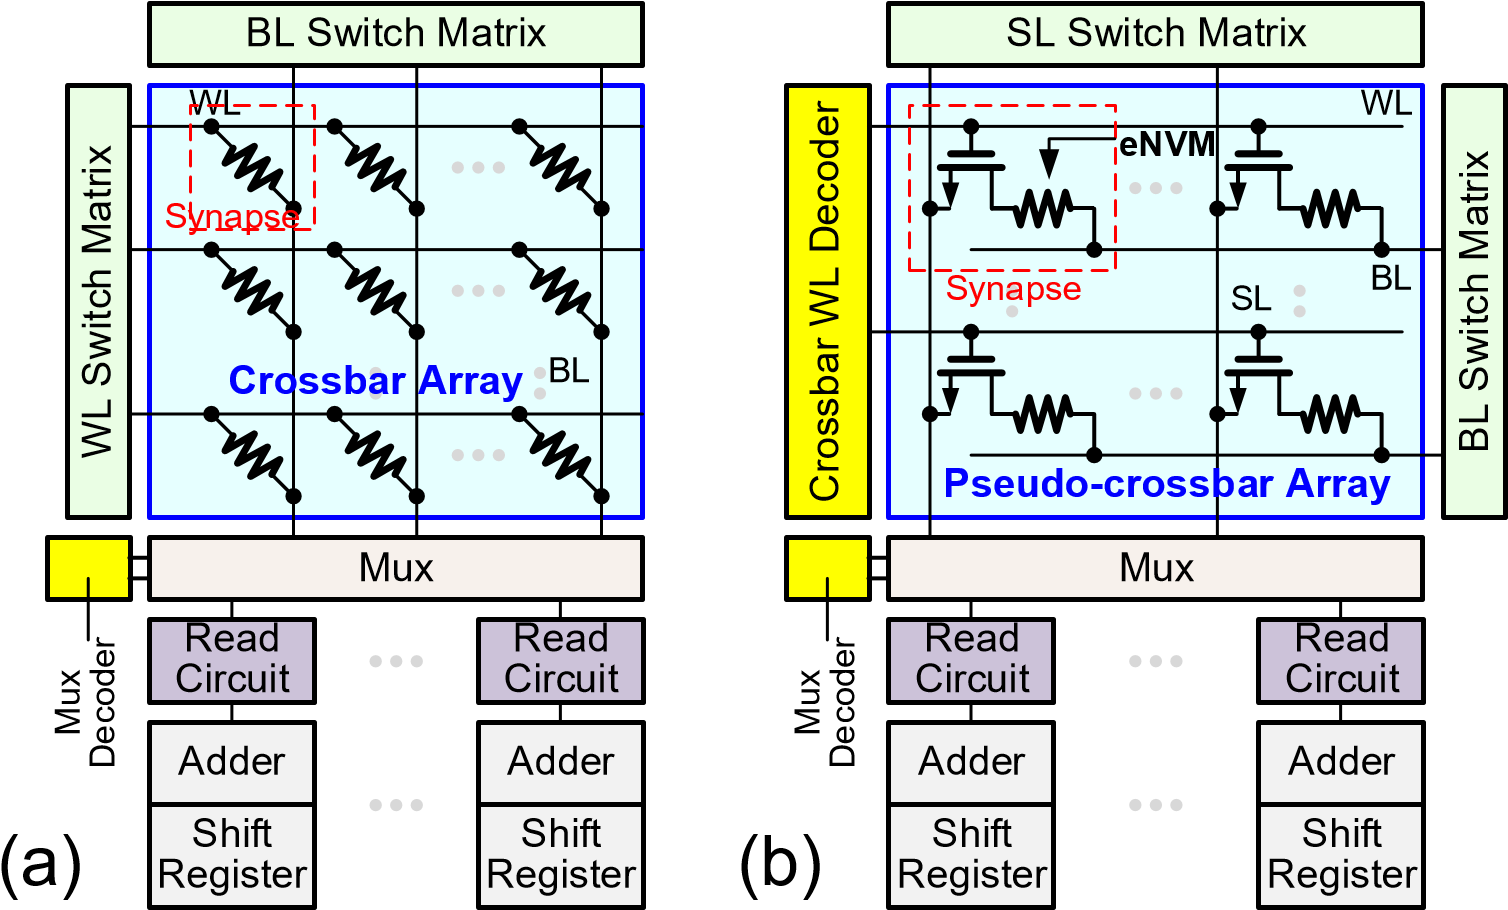 BL Switch Matrix
WL Switch Matrix
WL
Synapse
Crossbar Array
BL
Mux
Mux
Decoder
Read
Circuit
Read
Circuit
Adder
Adder
Shift
Register
Shift
Register
(a)
SL Switch Matrix
Crossbar WL Decoder
WL
eNVM
Synapse
BL
SL
Pseudo-crossbar Array
BL Switch Matrix
Mux
Mux
Decoder
Read
Circuit
Read
Circuit
Adder
Adder
Shift
Register
Shift
Register
(b)